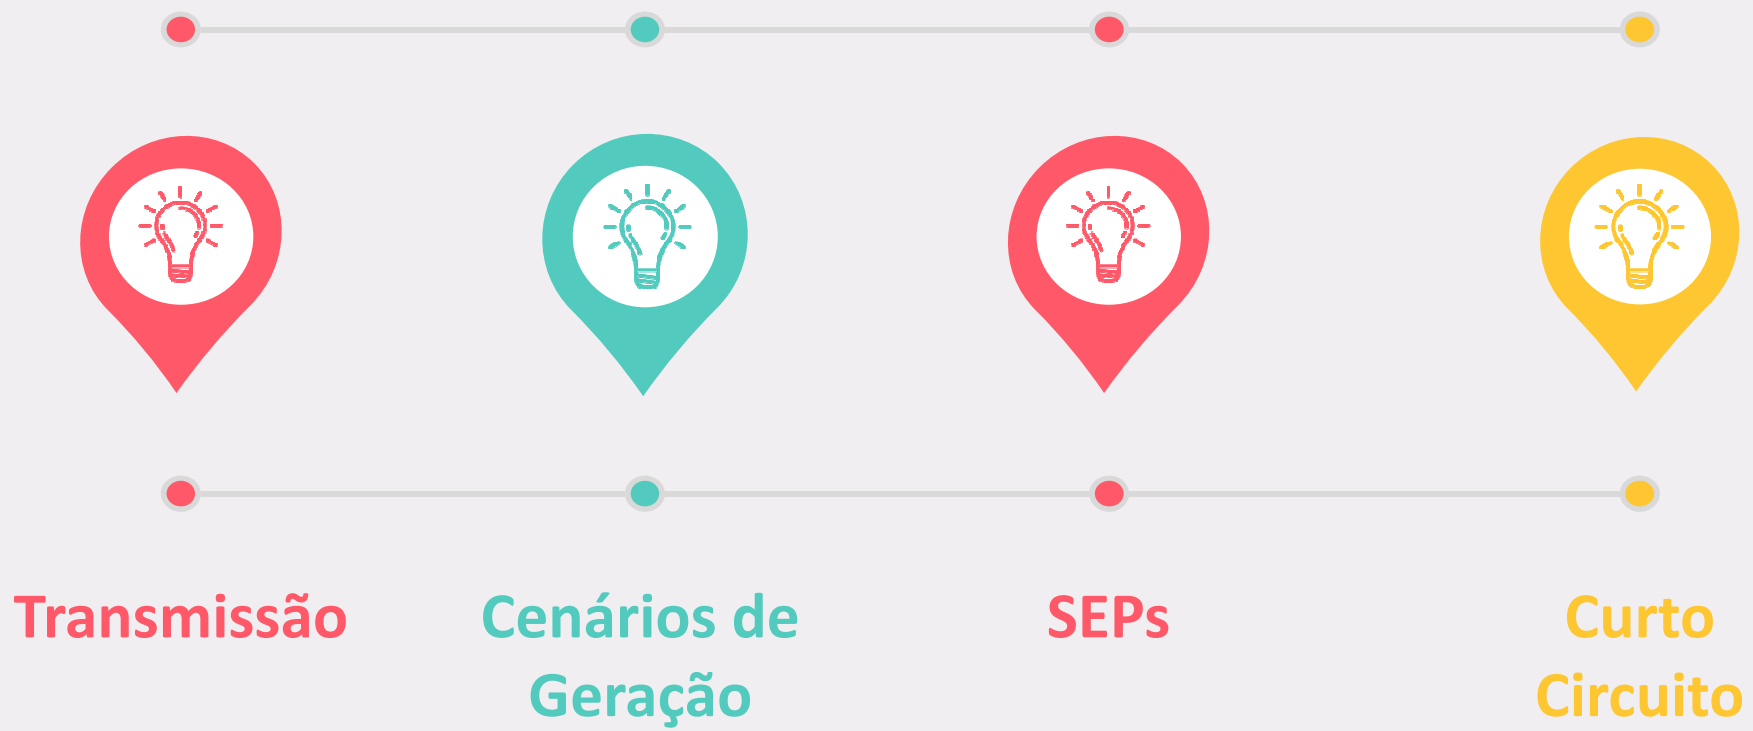 Transmissão
Cenários de
Geração
SEPs
Curto
Circuito